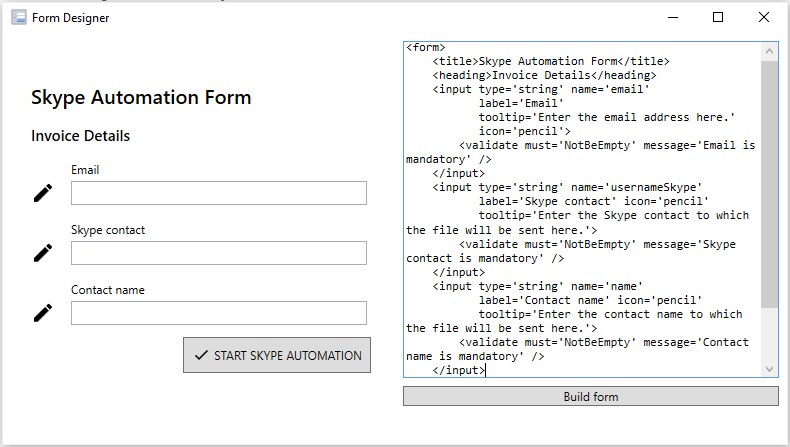 Form Designer
Skype Automation Form
Invoice Details
Email
Skype contact
Contact name
START SKYPE AUTOMATION
<form>
    <title>Skype Automation Form</title>
    <heading>Invoice Details</heading>
    <input type='string' name='email'
           label='Email'
           tooltip='Enter the email address here.'
           icon='pencil'>
        <validate must='NotBeEmpty' message='Email is
mandatory' />
    </input>
    <input type='string' name='usernameSkype'
           label='Skype contact' icon='pencil'
           tooltip='Enter the Skype contact to which
the file will be sent here.'>
        <validate must='NotBeEmpty' message='Skype
contact is mandatory' />
    </input>
    <input type='string' name='name'
           label='Contact name' icon='pencil'
           tooltip='Enter the contact name to which
the file will be sent here.'>
        <validate must='NotBeEmpty' message='Contact
name is mandatory' />
    </input>
Build form